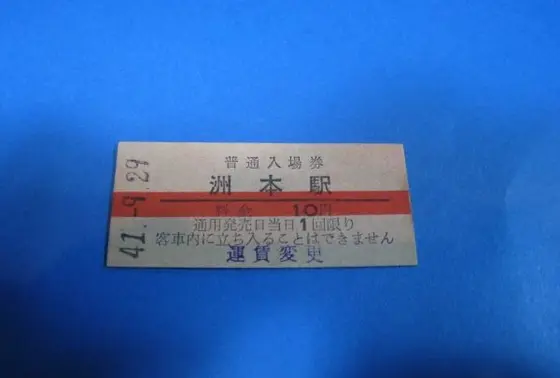 普通入場券
洲本駅
料金 10円
通用発売日当日1回限り
客車内に立ち入ることはできません
運賃変更
41.-9.29